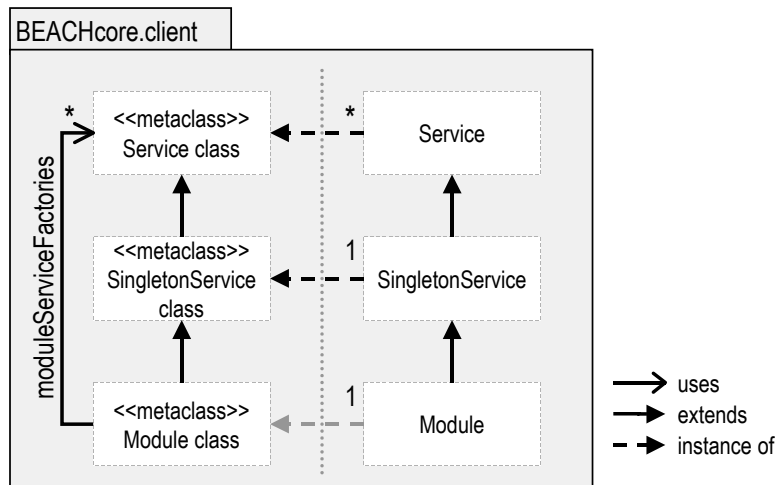 BEACHcore.client
*
<<metaclass>>
Service class
*
Service
moduleServiceFactories
<<metaclass>>
SingletonService
class
1
SingletonService
<<metaclass>>
Module class
1
Module
uses
extends
instance of